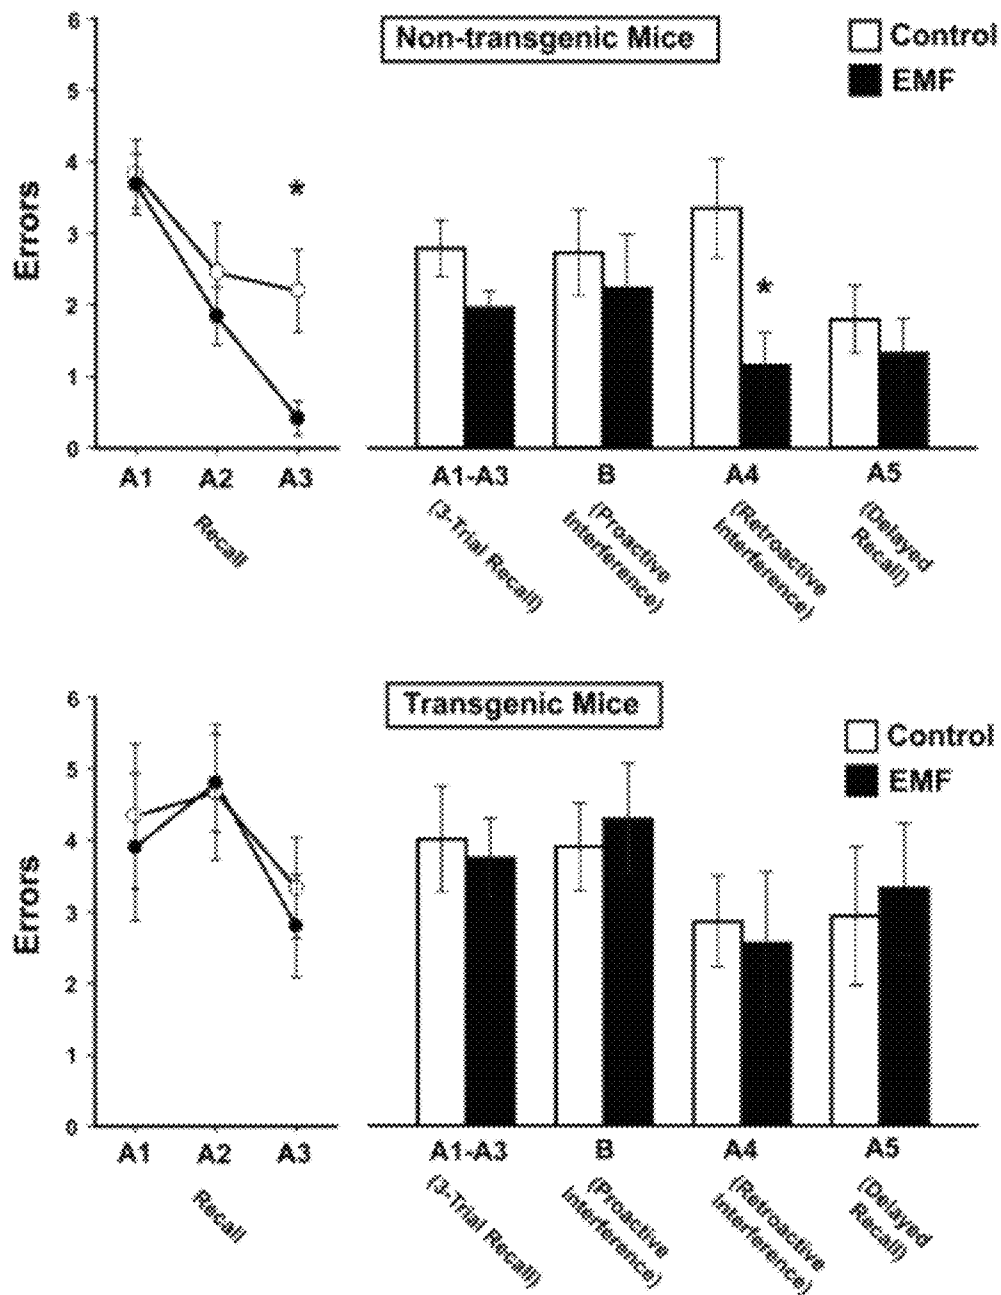 Non-transgenic Mice
Control
EMF
6
5
4
3
2
1
0
Errors
*
*
A1 A2 A3
Recall
A1-A3 B A4 A5
(3-Trial Recall)
(Proactive
Interference)
(Retroactive
Interference)
(Delayed
Recall)
Transgenic Mice
Control
EMF
6
5
4
3
2
1
0
Errors
A1 A2 A3
Recall
A1-A3 B A4 A5
(3-Trial Recall)
(Proactive
Interference)
(Retroactive
Interference)
(Delayed
Recall)